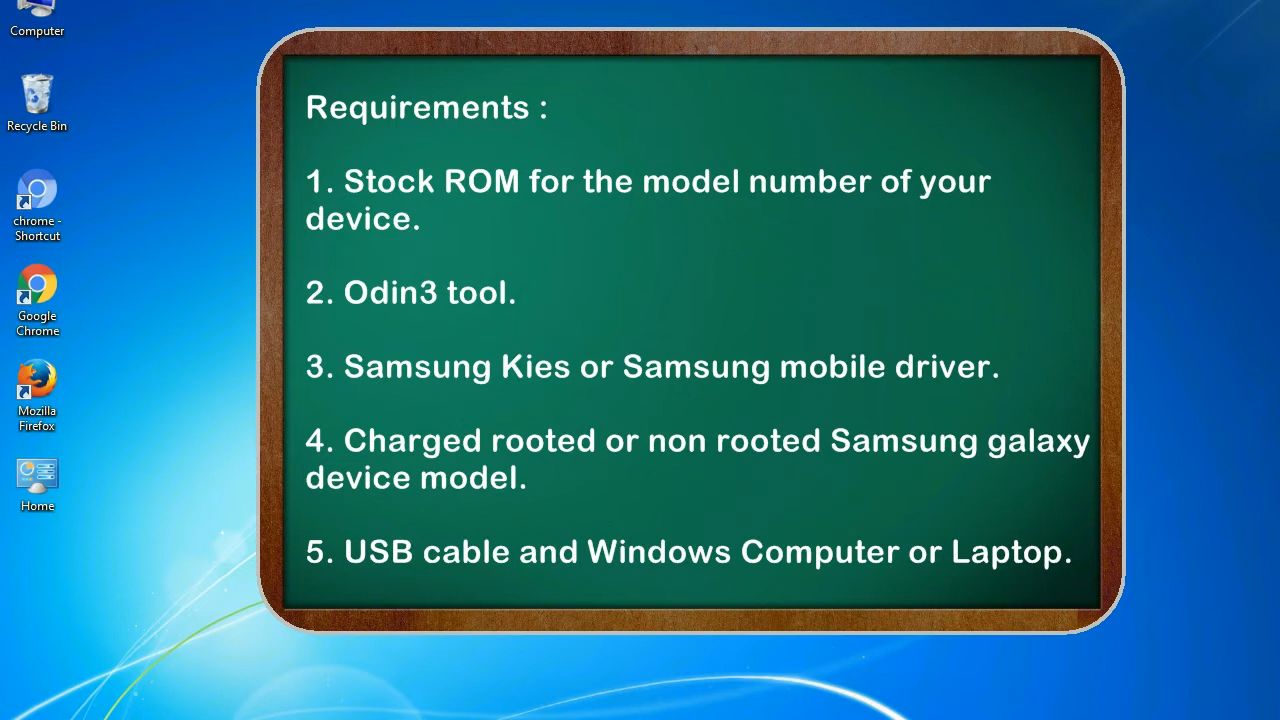 Computer
Recycle Bin
chrome -
Shortcut
Google
Chrome
Mozilla
Firefox
Home
Requirements :
1. Stock ROM for the model number of your
device.
2. Odin3 tool.
3. Samsung Kies or Samsung mobile driver.
4. Charged rooted or non rooted Samsung galaxy
device model.
5. USB cable and Windows Computer or Laptop.